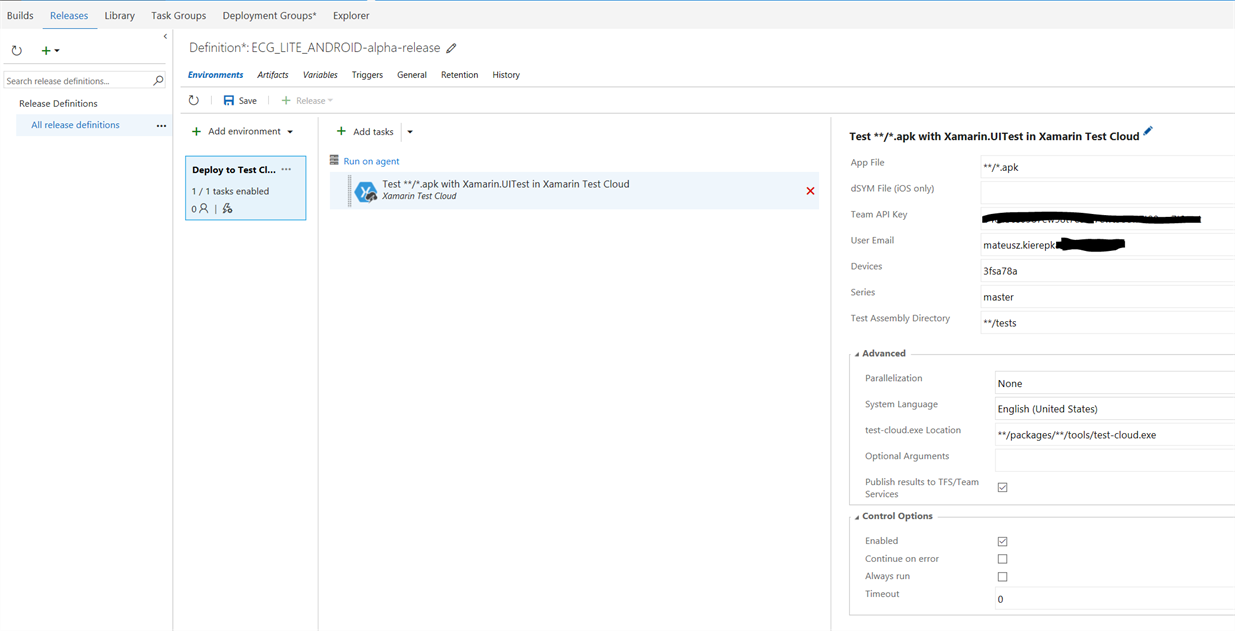 Builds Releases Library Task Groups Deployment Groups* Explorer
Definition*: ECG_LITE_ANDROID-alpha-release
Environments Artifacts Variables Triggers General Retention History
Search release definitions...
Save Release
Release Definitions
All release definitions
Add environment
Deploy to Test Cl...
1 / 1 tasks enabled
0 |
Add tasks
Run on agent
Test **/*.apk with Xamarin.UITest in Xamarin Test Cloud
Xamarin Test Cloud
Test **/*.apk with Xamarin.UITest in Xamarin Test Cloud
App File **/*.apk
dSYM File (iOS only)
Team API Key
User Email mateusz.kierepk
Devices 3fsa78a
Series master
Test Assembly Directory **/tests
Advanced
Parallelization None
System Language English (United States)
test-cloud.exe Location **/packages/**/tools/test-cloud.exe
Optional Arguments
Publish results to TFS/Team
Services
Control Options
Enabled
Continue on error
Always run
Timeout 0